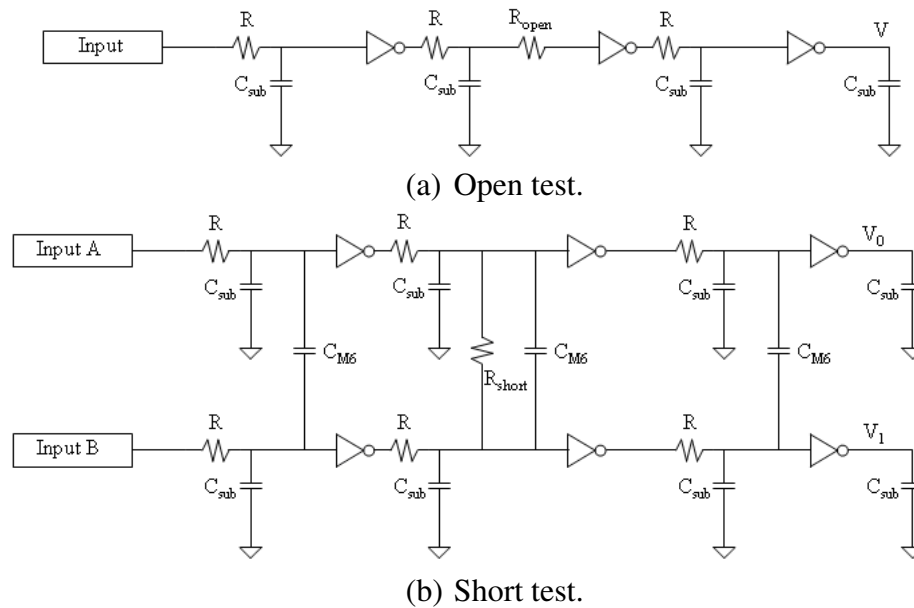 R R R_open R V
Input
C_sub C_sub C_sub C_sub
(a) Open test.
R R R V_0
Input A
C_sub C_sub C_sub C_sub
C_M6 R_short C_M6 C_M6
R R R V_1
Input B
C_sub C_sub C_sub C_sub
(b) Short test.